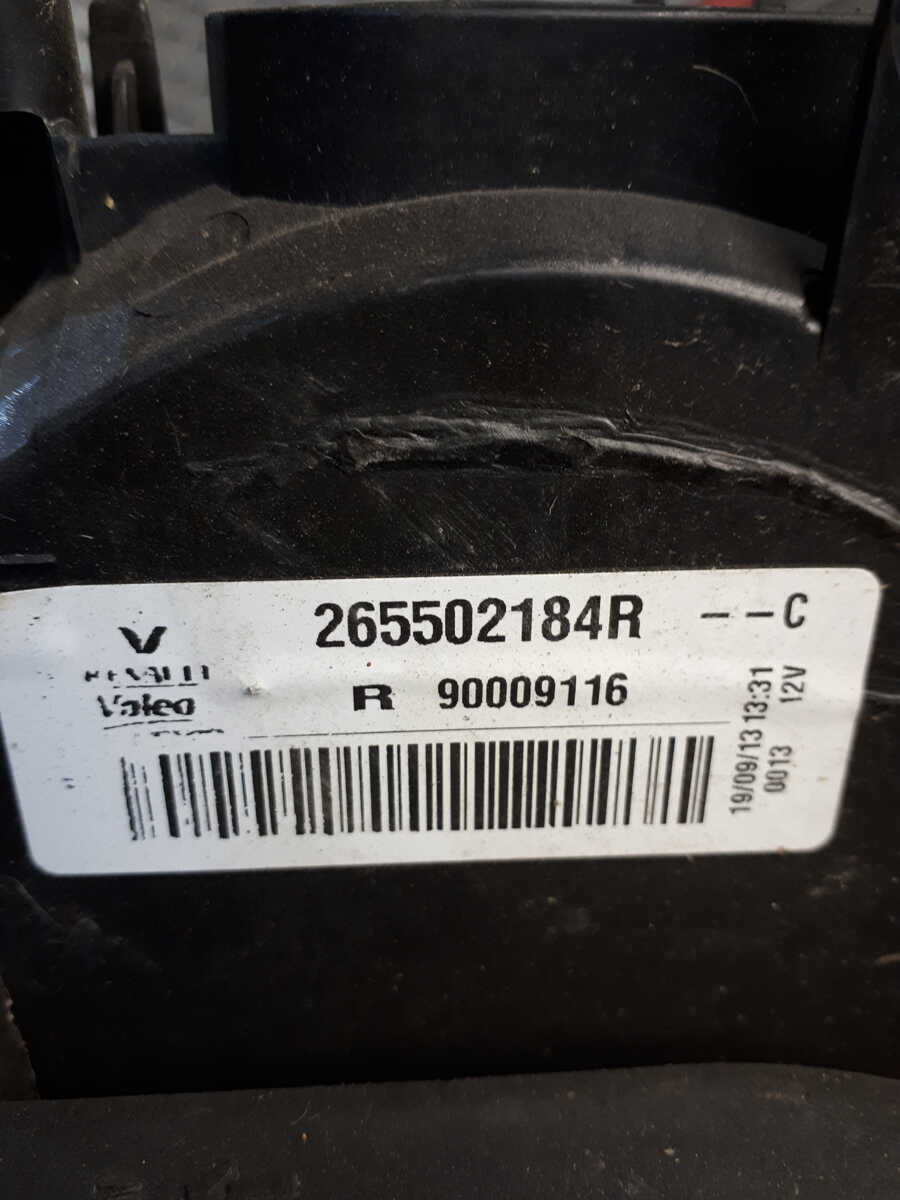 265502184R --C
RENAULT
Valeo
R 90009116
19/09/13 13:31
0013 12V